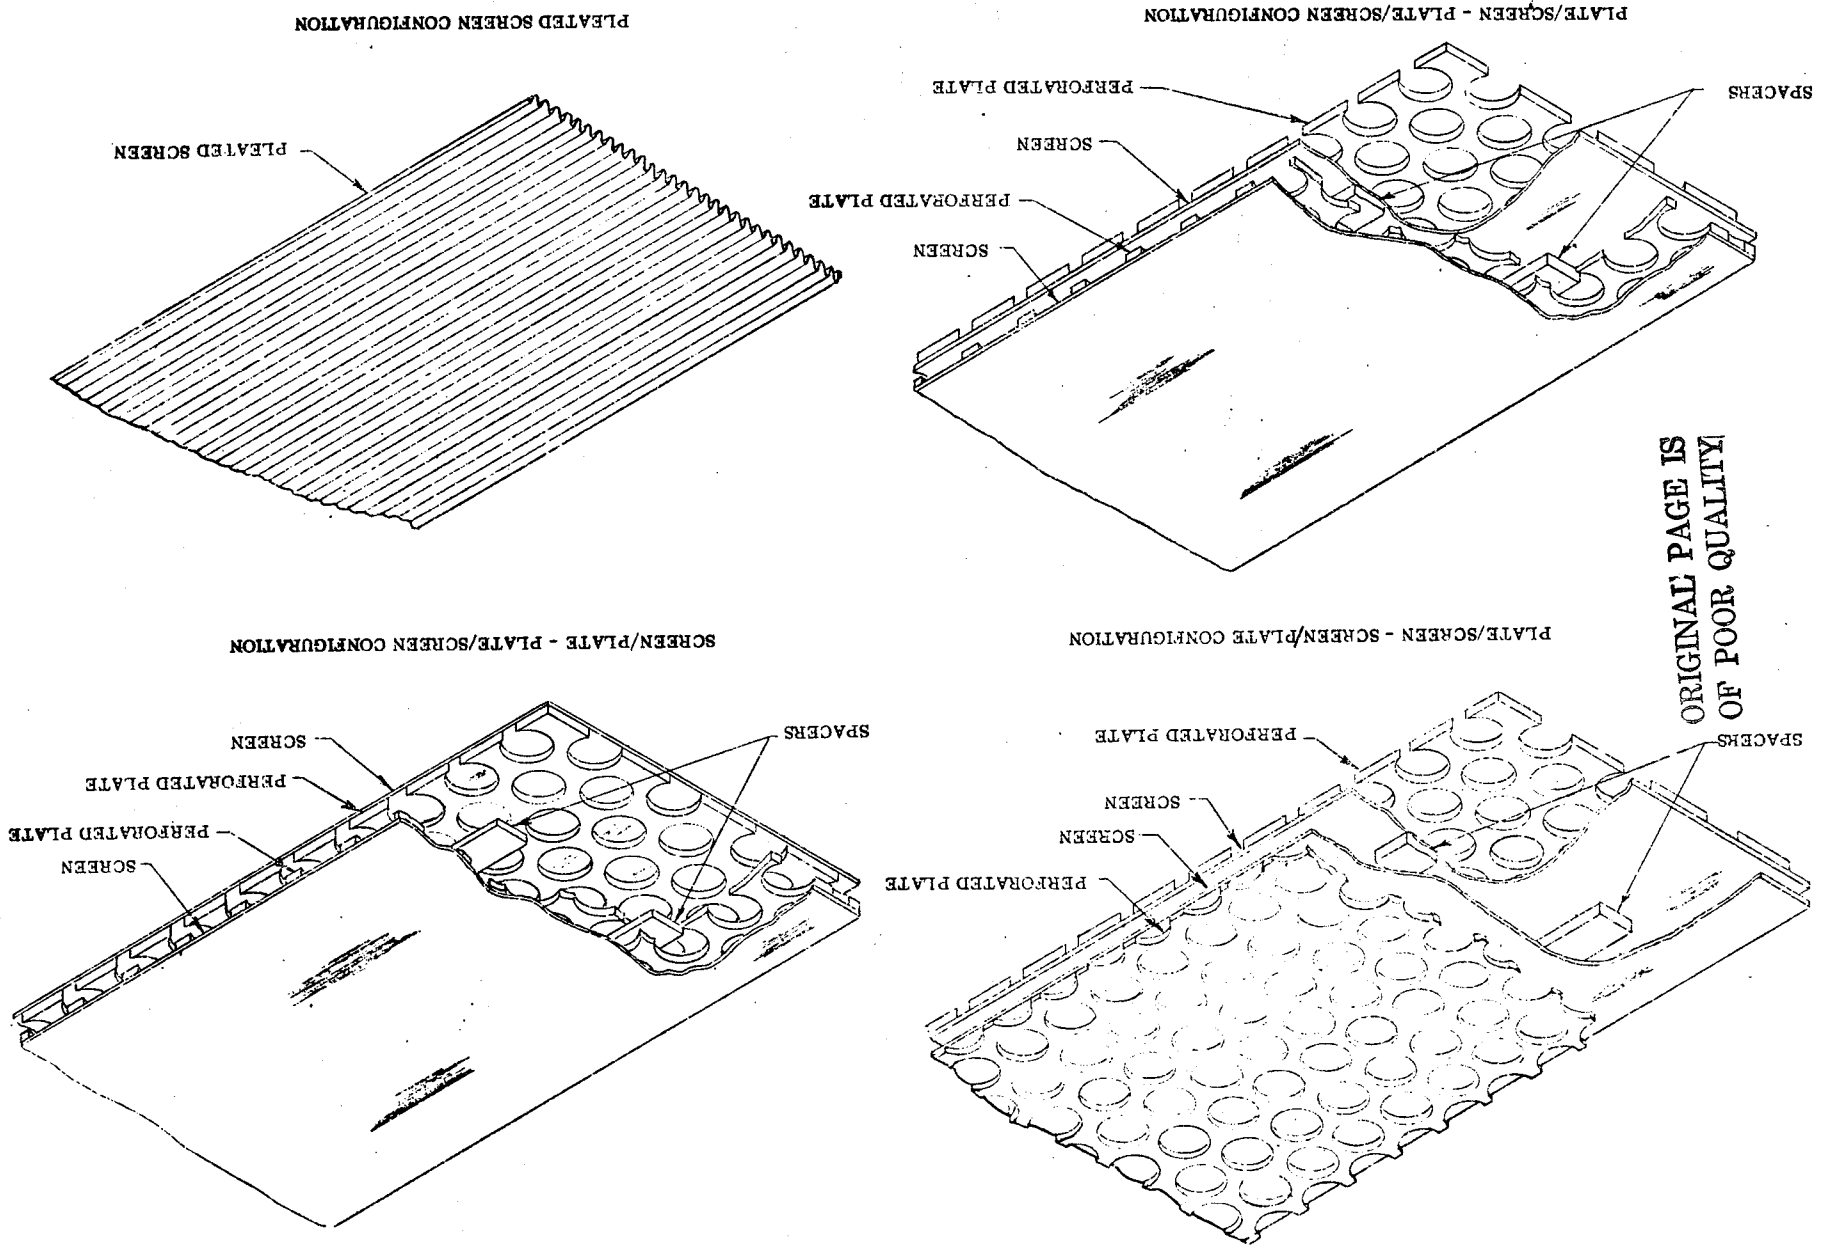 PERFORATED PLATE
SCREEN
SCREEN
SPACERS
PERFORATED PLATE
PLATE/SCREEN - SCREEN/PLATE CONFIGURATION
SCREEN
PERFORATED PLATE
PERFORATED PLATE
SCREEN
SPACERS
SCREEN/PLATE - PLATE/SCREEN CONFIGURATION
ORIGINAL PAGE IS
OF POOR QUALITY
SCREEN
PERFORATED PLATE
SCREEN
SPACERS
PERFORATED PLATE
PLATE/SCREEN - PLATE/SCREEN CONFIGURATION
PLEATED SCREEN
PLEATED SCREEN CONFIGURATION